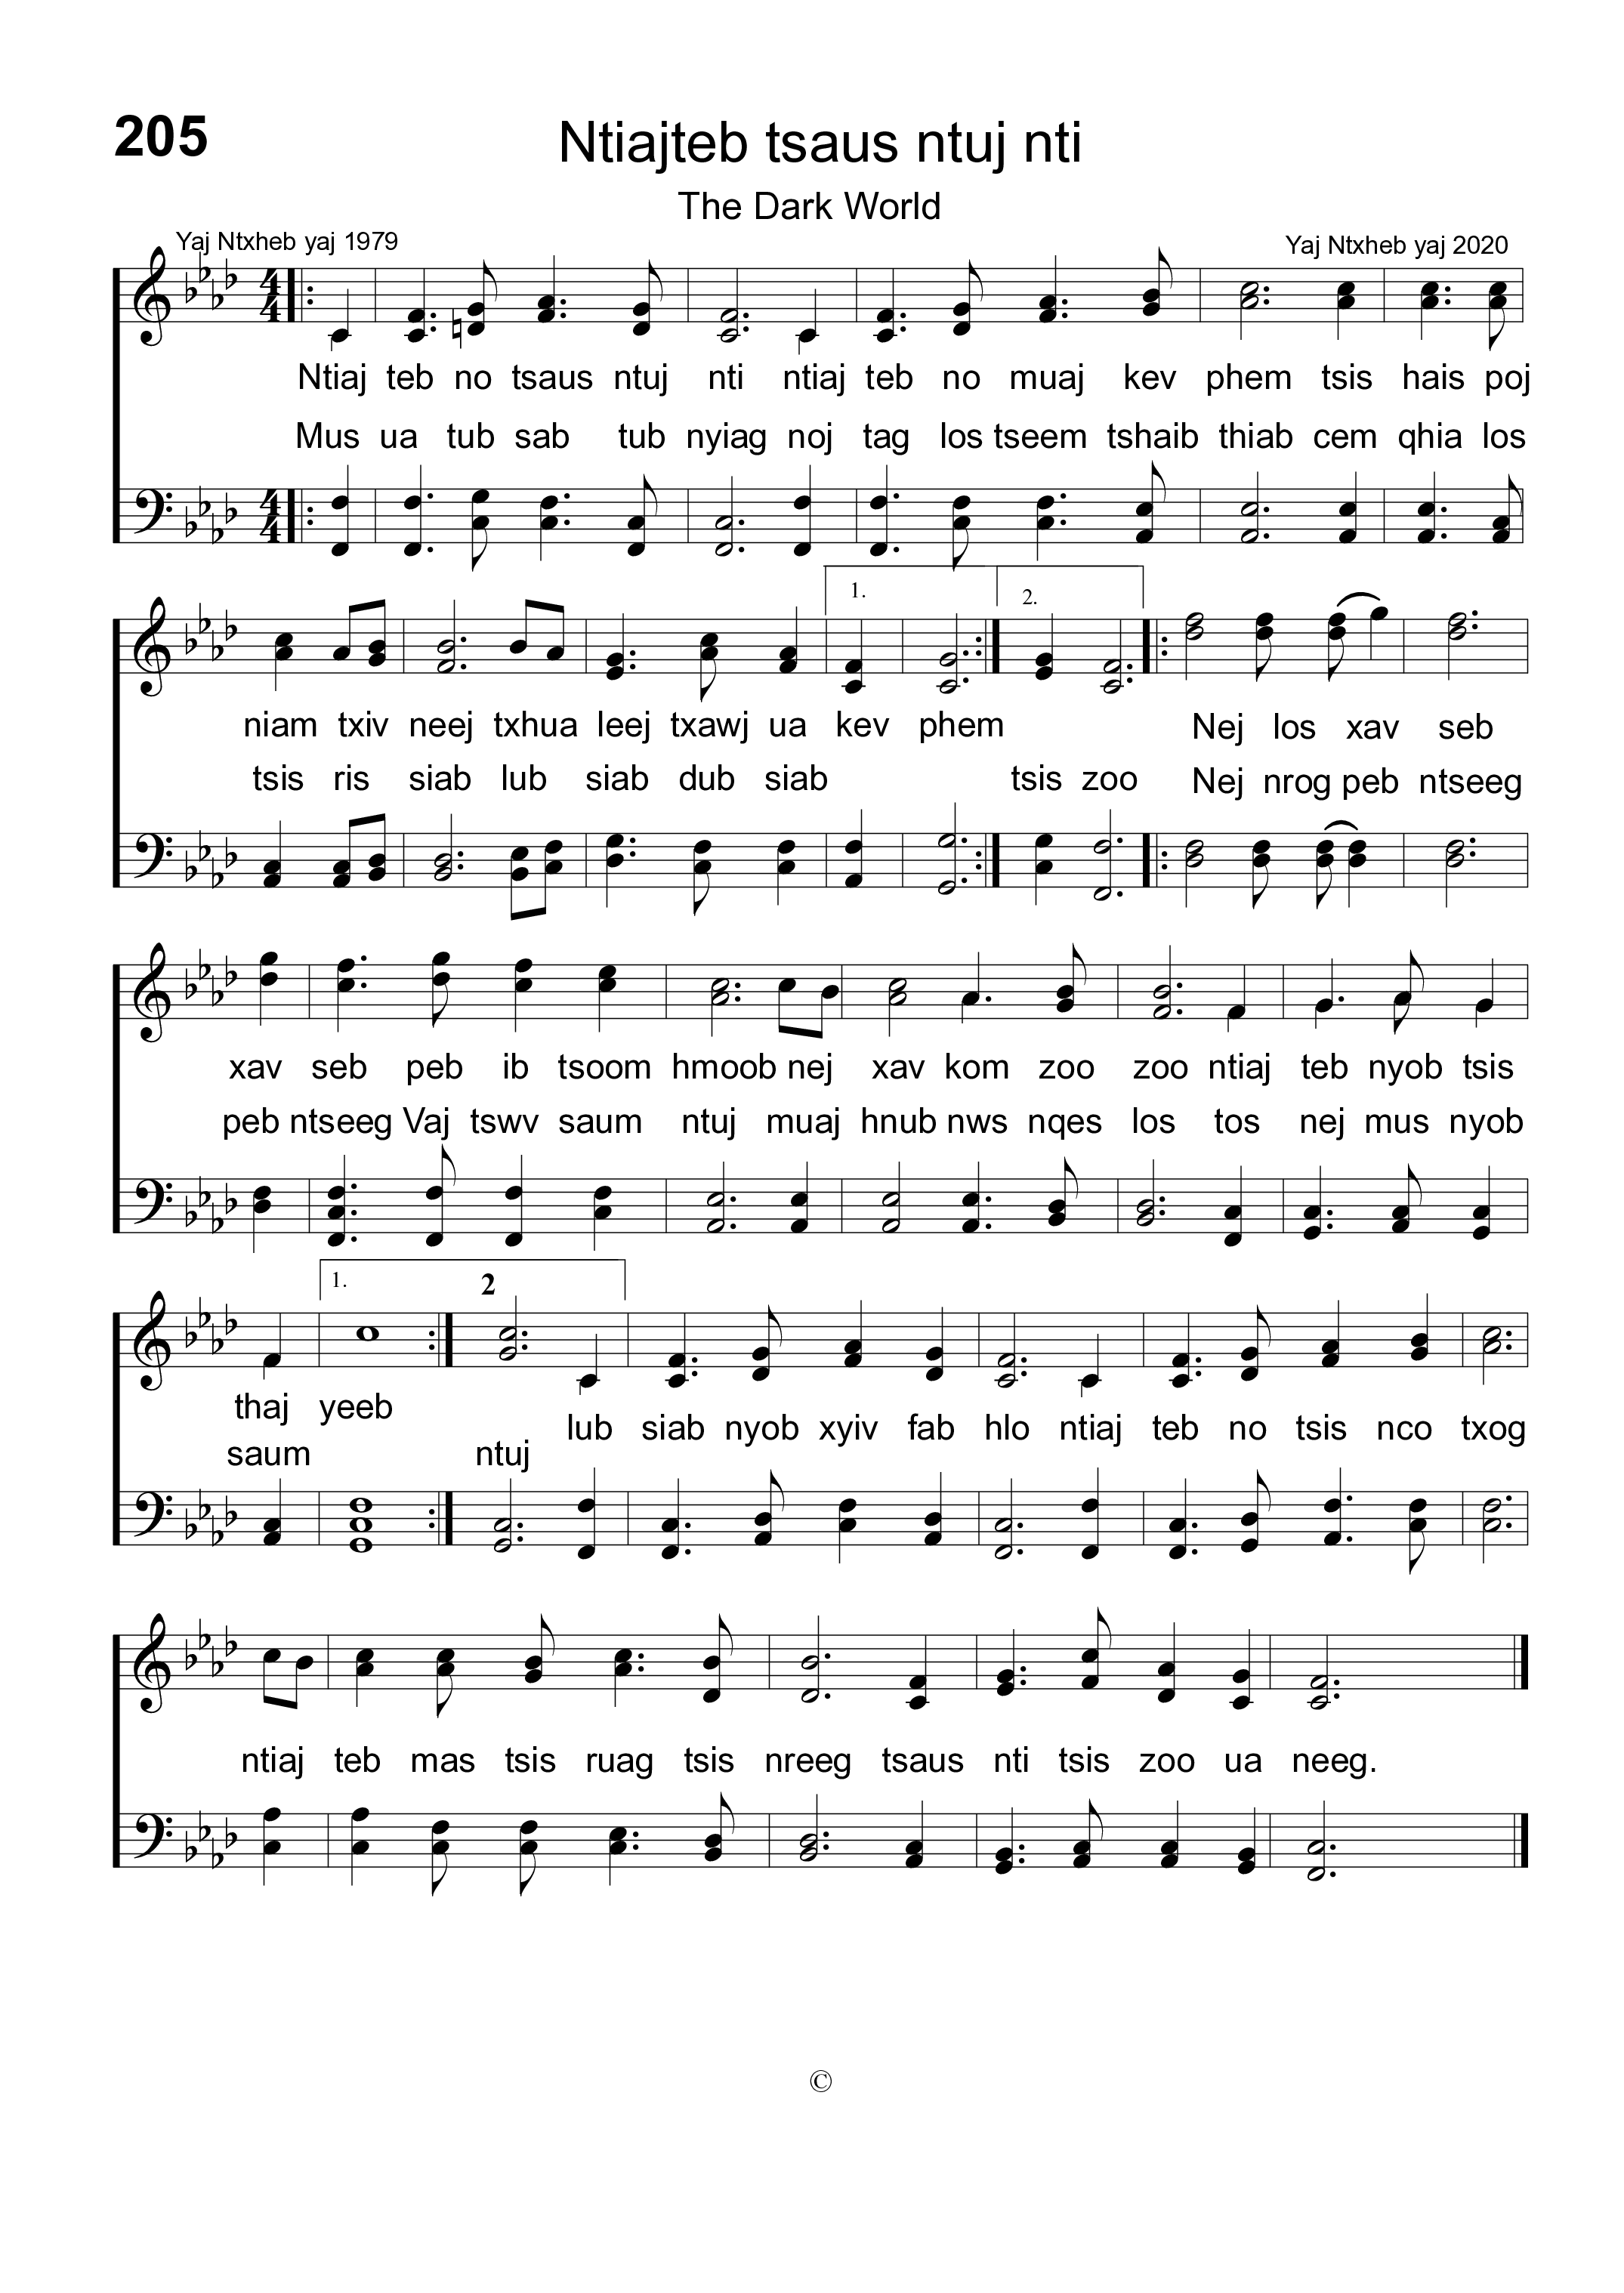 205
Ntiajteb tsaus ntuj nti
The Dark World
Yaj Ntxheb yaj 1979
Yaj Ntxheb yaj 2020
Ntiaj teb no tsaus ntuj nti ntiaj teb no muaj kev phem tsis hais poj
Mus ua tub sab tub nyiag noj tag los tseem tshaib thiab cem qhia los
1.
2.
niam txiv neej txhua leej txawj ua kev phem Nej los xav seb
tsis ris siab lub siab dub siab tsis zoo Nej nrog peb ntseeg
xav seb peb ib tsoom hmoob nej xav kom zoo zoo ntiaj teb nyob tsis
peb ntseeg Vaj tswv saum ntuj muaj hnub nws nqes los tos nej mus nyob
1.
2
thaj yeeb
lub siab nyob xyiv fab hlo ntiaj teb no tsis nco txog
saum ntuj
ntiaj teb mas tsis ruag tsis nreeg tsaus nti tsis zoo ua neeg.
©